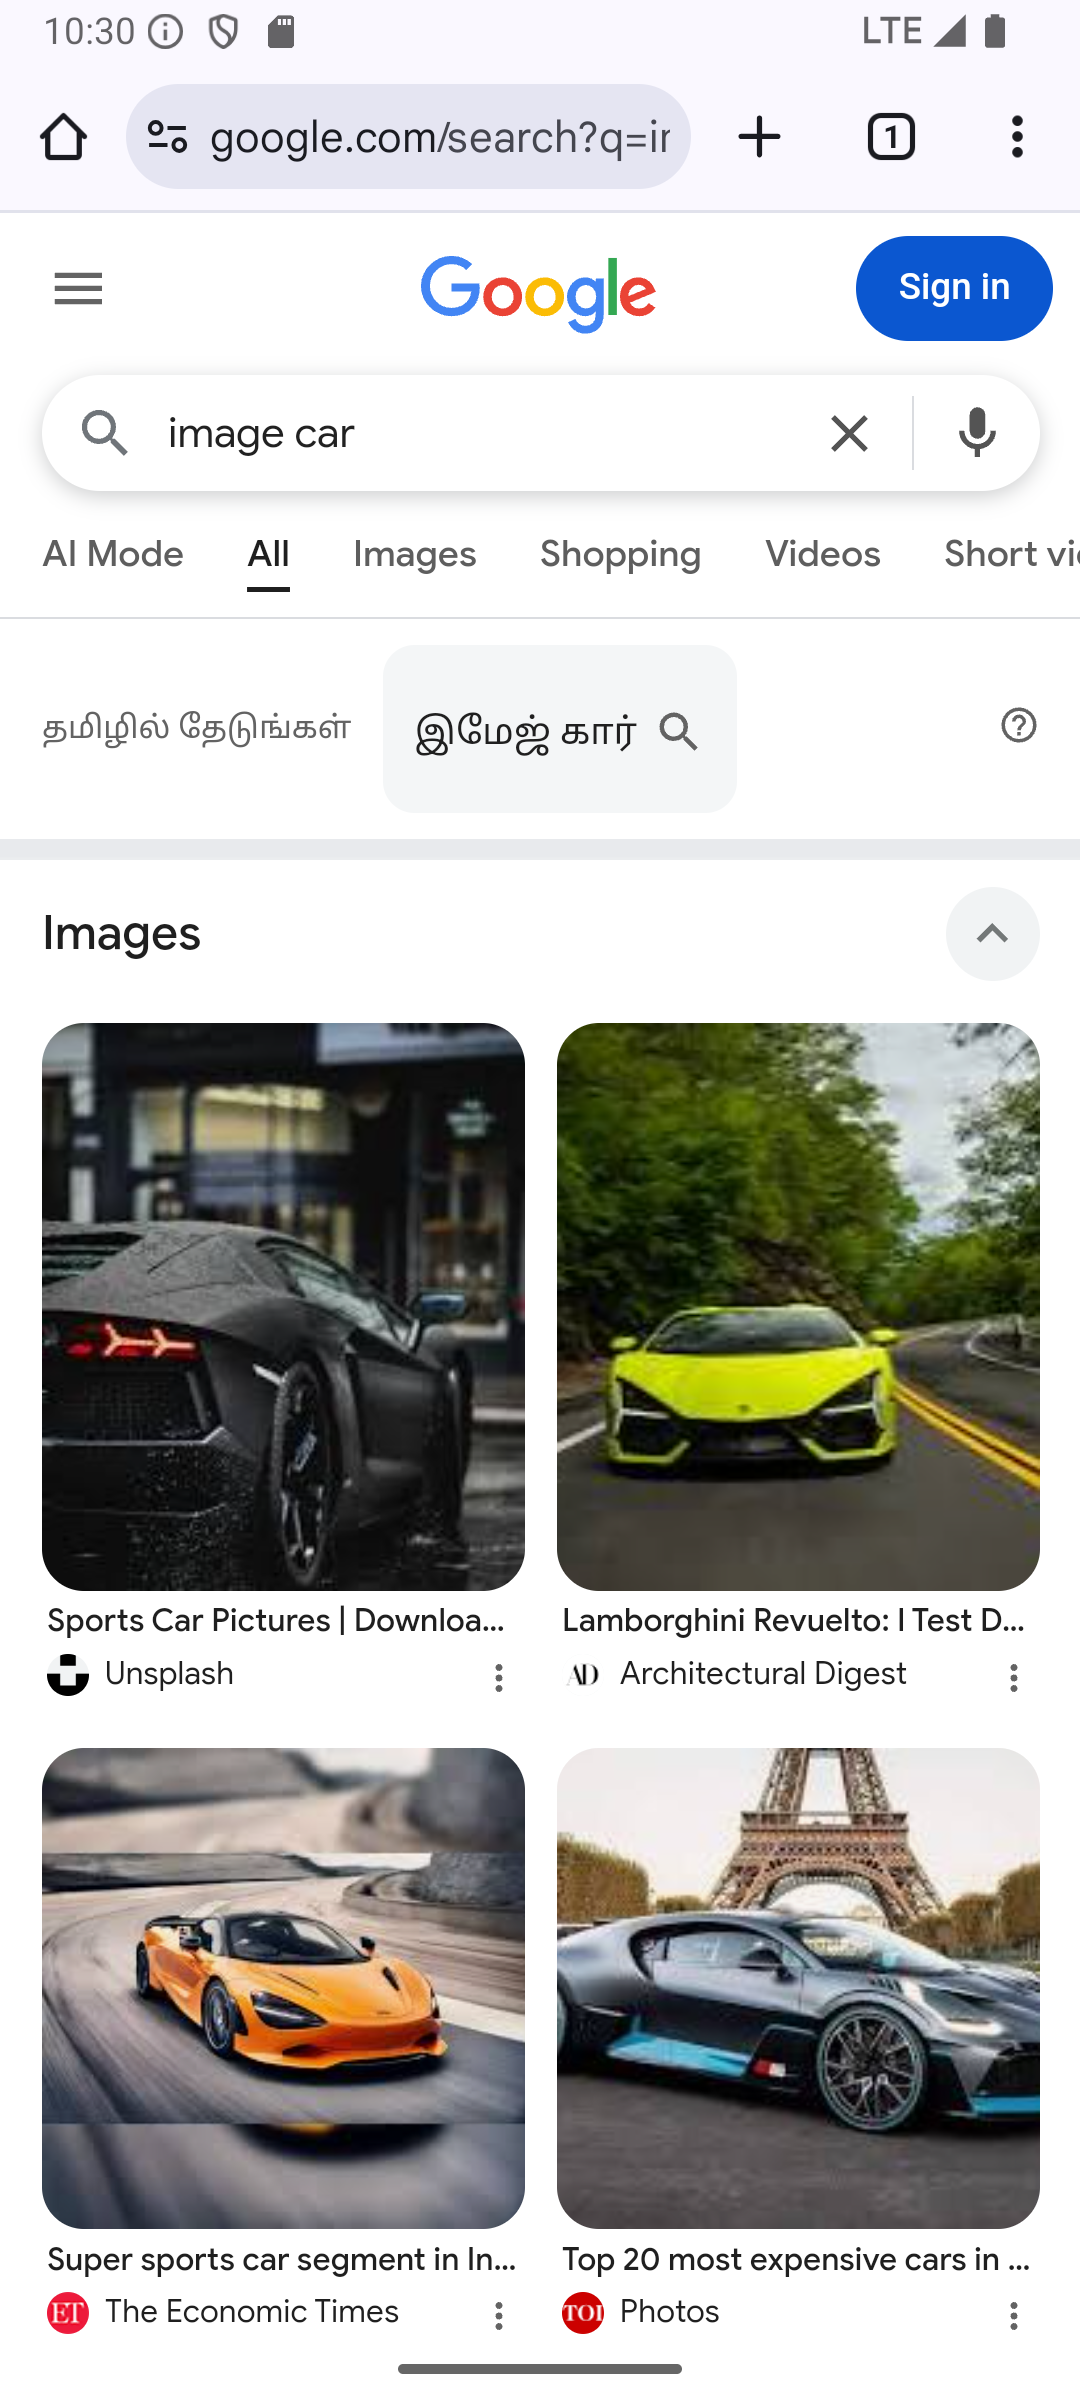 10:30
LTE
google.com/search?q=
1
Google
Sign in
image car
AI Mode
All
Images
Shopping
Videos
Short
தமிழில் தேடுங்கள்
இமேஜ் கார்
Images
Sports Car Pictures | Downloa...
Lamborghini Revuelto: I Test D...
Unsplash
AD Architectural Digest
Super sports car segment in In...
Top 20 most expensive cars in ...
ET The Economic Times
TOI Photos